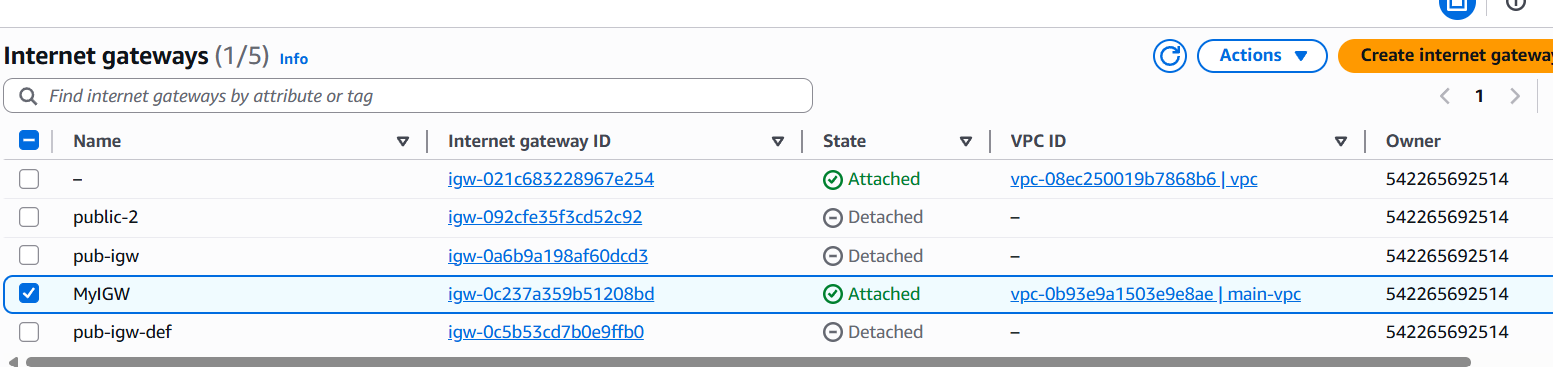 Internet gateways (1/5) Info
Actions
Create internet gateway
Find internet gateways by attribute or tag
1
Name Internet gateway ID State VPC ID Owner
– igw-021c683228967e254 Attached vpc-08ec250019b7868b6 | vpc 542265692514
public-2 igw-092cfe35f3cd52c92 Detached – 542265692514
pub-igw igw-0a6b9a198af60dcd3 Detached – 542265692514
MyIGW igw-0c237a359b51208bd Attached vpc-0b93e9a1503e9e8ae | main-vpc 542265692514
pub-igw-def igw-0c5b53cd7b0e9ffb0 Detached – 542265692514